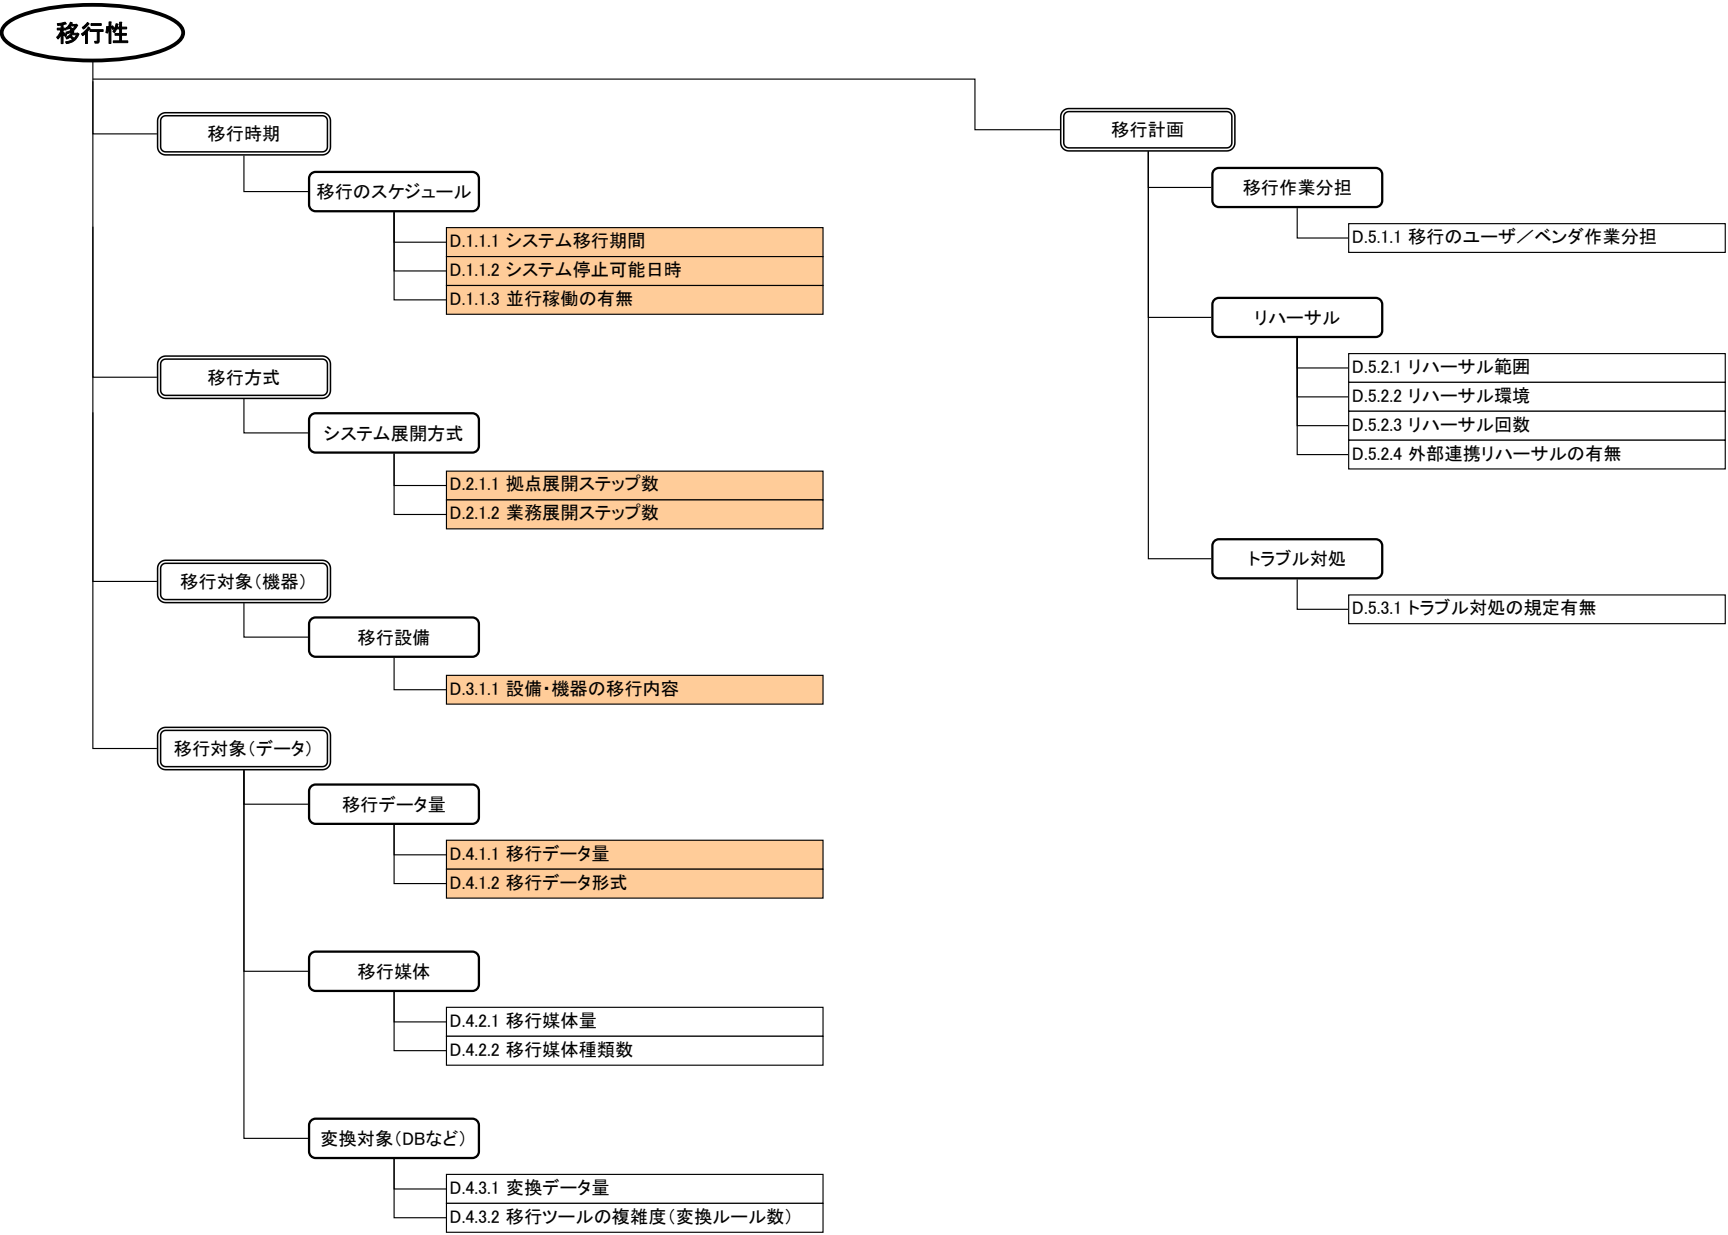 移行性
移行時期
移行のスケジュール
D.1.1.1 システム移行期間
D.1.1.2 システム停止可能日時
D.1.1.3 並行稼働の有無
移行方式
システム展開方式
D.2.1.1 拠点展開ステップ数
D.2.1.2 業務展開ステップ数
移行対象（機器）
移行設備
D.3.1.1 設備・機器の移行内容
移行対象（データ）
移行データ量
D.4.1.1 移行データ量
D.4.1.2 移行データ形式
移行媒体
D.4.2.1 移行媒体量
D.4.2.2 移行媒体種類数
変換対象（DBなど）
D.4.3.1 変換データ量
D.4.3.2 移行ツールの複雑度（変換ルール数）
移行計画
移行作業分担
D.5.1.1 移行のユーザ／ベンダ作業分担
リハーサル
D.5.2.1 リハーサル範囲
D.5.2.2 リハーサル環境
D.5.2.3 リハーサル回数
D.5.2.4 外部連携リハーサルの有無
トラブル対処
D.5.3.1 トラブル対処の規定有無